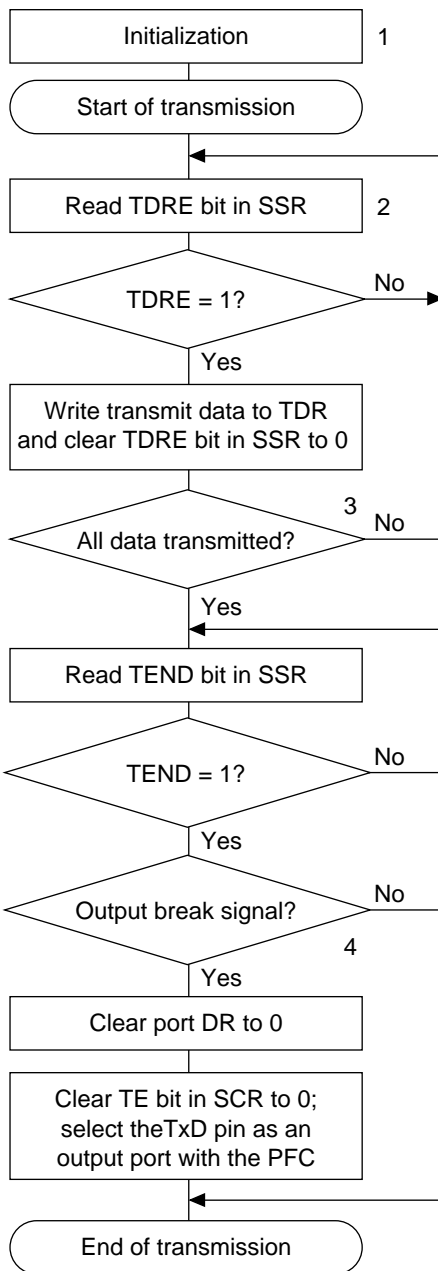 Initialization
1
Start of transmission
Read TDRE bit in SSR
2
TDRE = 1?
No
Yes
Write transmit data to TDR
and clear TDRE bit in SSR to 0
3
All data transmitted?
No
Yes
Read TEND bit in SSR
TEND = 1?
No
Yes
Output break signal?
No
4
Yes
Clear port DR to 0
Clear TE bit in SCR to 0;
select theTxD pin as an
output port with the PFC
End of transmission